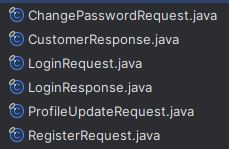 ChangePasswordRequest.java
CustomerResponse.java
LoginRequest.java
LoginResponse.java
ProfileUpdateRequest.java
RegisterRequest.java